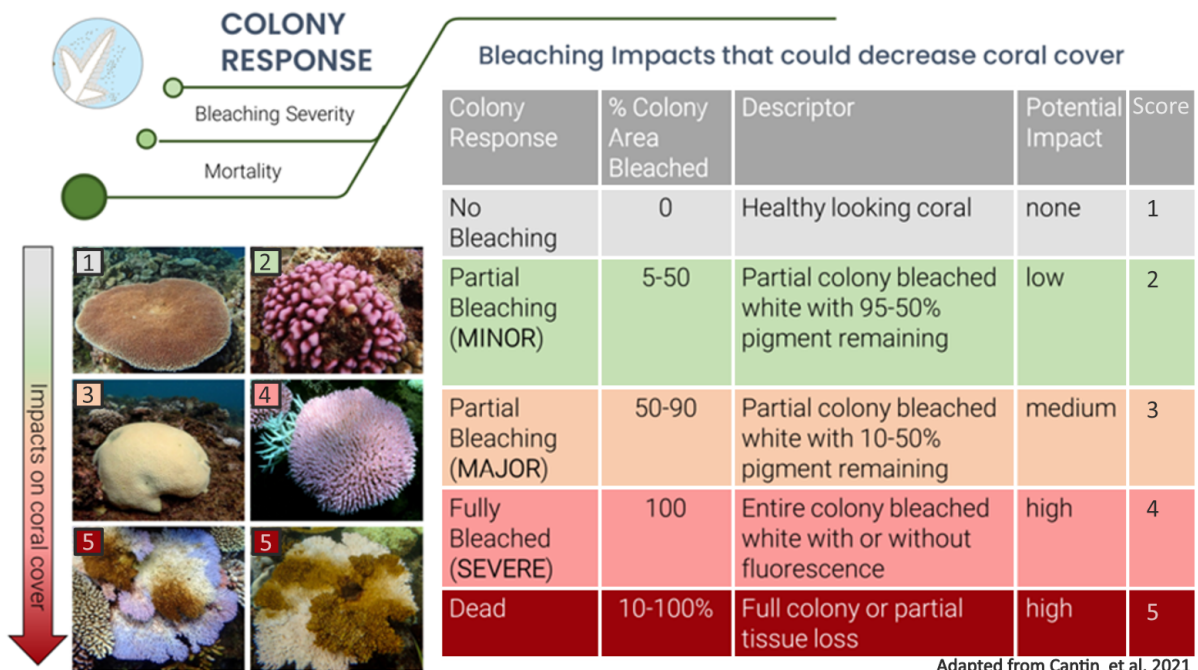 COLONY
RESPONSE
Bleaching Severity
Mortality
Impacts on coral cover
1
2
3
4
5
5
Bleaching Impacts that could decrease coral cover
Colony Response
% Colony Area Bleached
Descriptor
Potential Impact
Score
No Bleaching
0
Healthy looking coral
none
1
Partial Bleaching (MINOR)
5-50
Partial colony bleached
white with 95-50%
pigment remaining
low
2
Partial Bleaching (MAJOR)
50-90
Partial colony bleached
white with 10-50%
pigment remaining
medium
3
Fully Bleached (SEVERE)
100
Entire colony bleached
white with or without
fluorescence
high
4
Dead
10-100%
Full colony or partial
tissue loss
high
5
Adapted from Cantin, et al. 2021